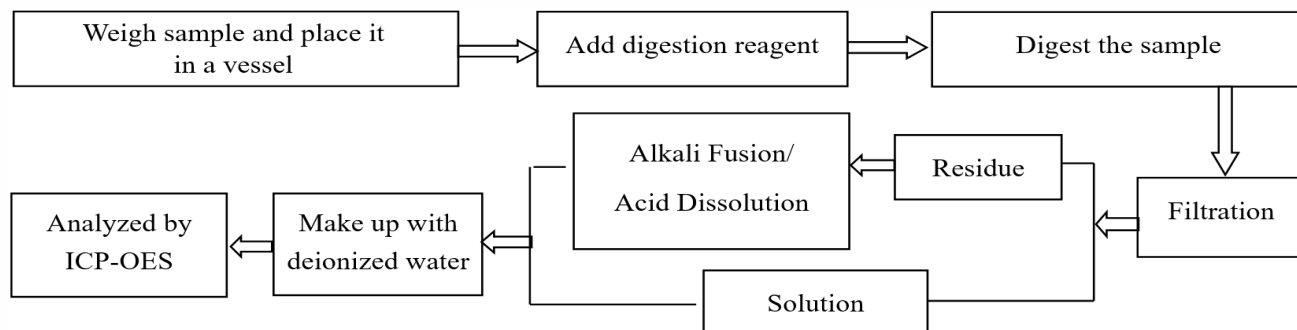 Weigh sample and place it
in a vessel
Add digestion reagent
Digest the sample
Filtration
Residue
Alkali Fusion/
Acid Dissolution
Solution
Make up with
deionized water
Analyzed by
ICP-OES